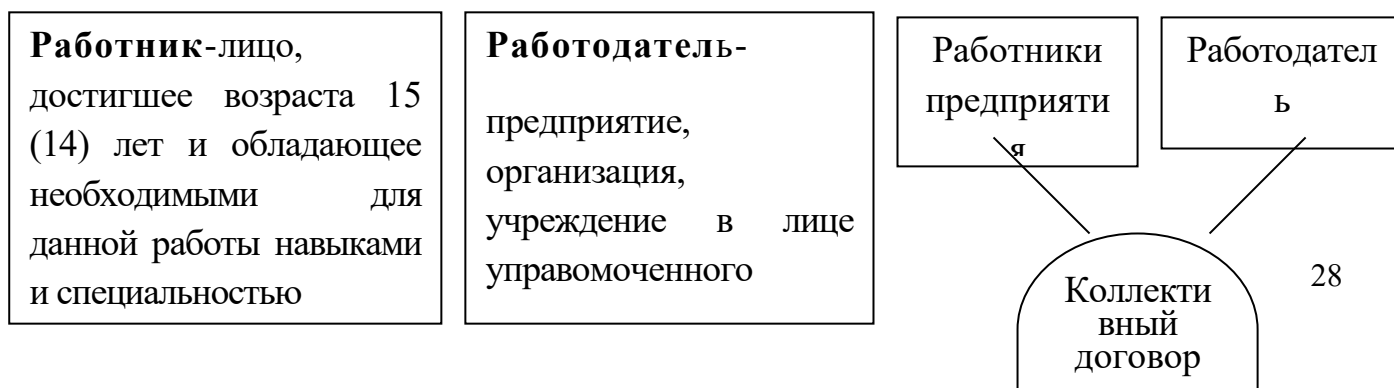 Работник-лицо,
достигшее возраста 15
(14) лет и обладающее
необходимыми для
данной работы навыками
и специальностью
Работодатель-
предприятие,
организация,
учреждение в лице
управомоченного
Работники
предприяти
я
Работодател
ь
Коллекти
вный
договор
28